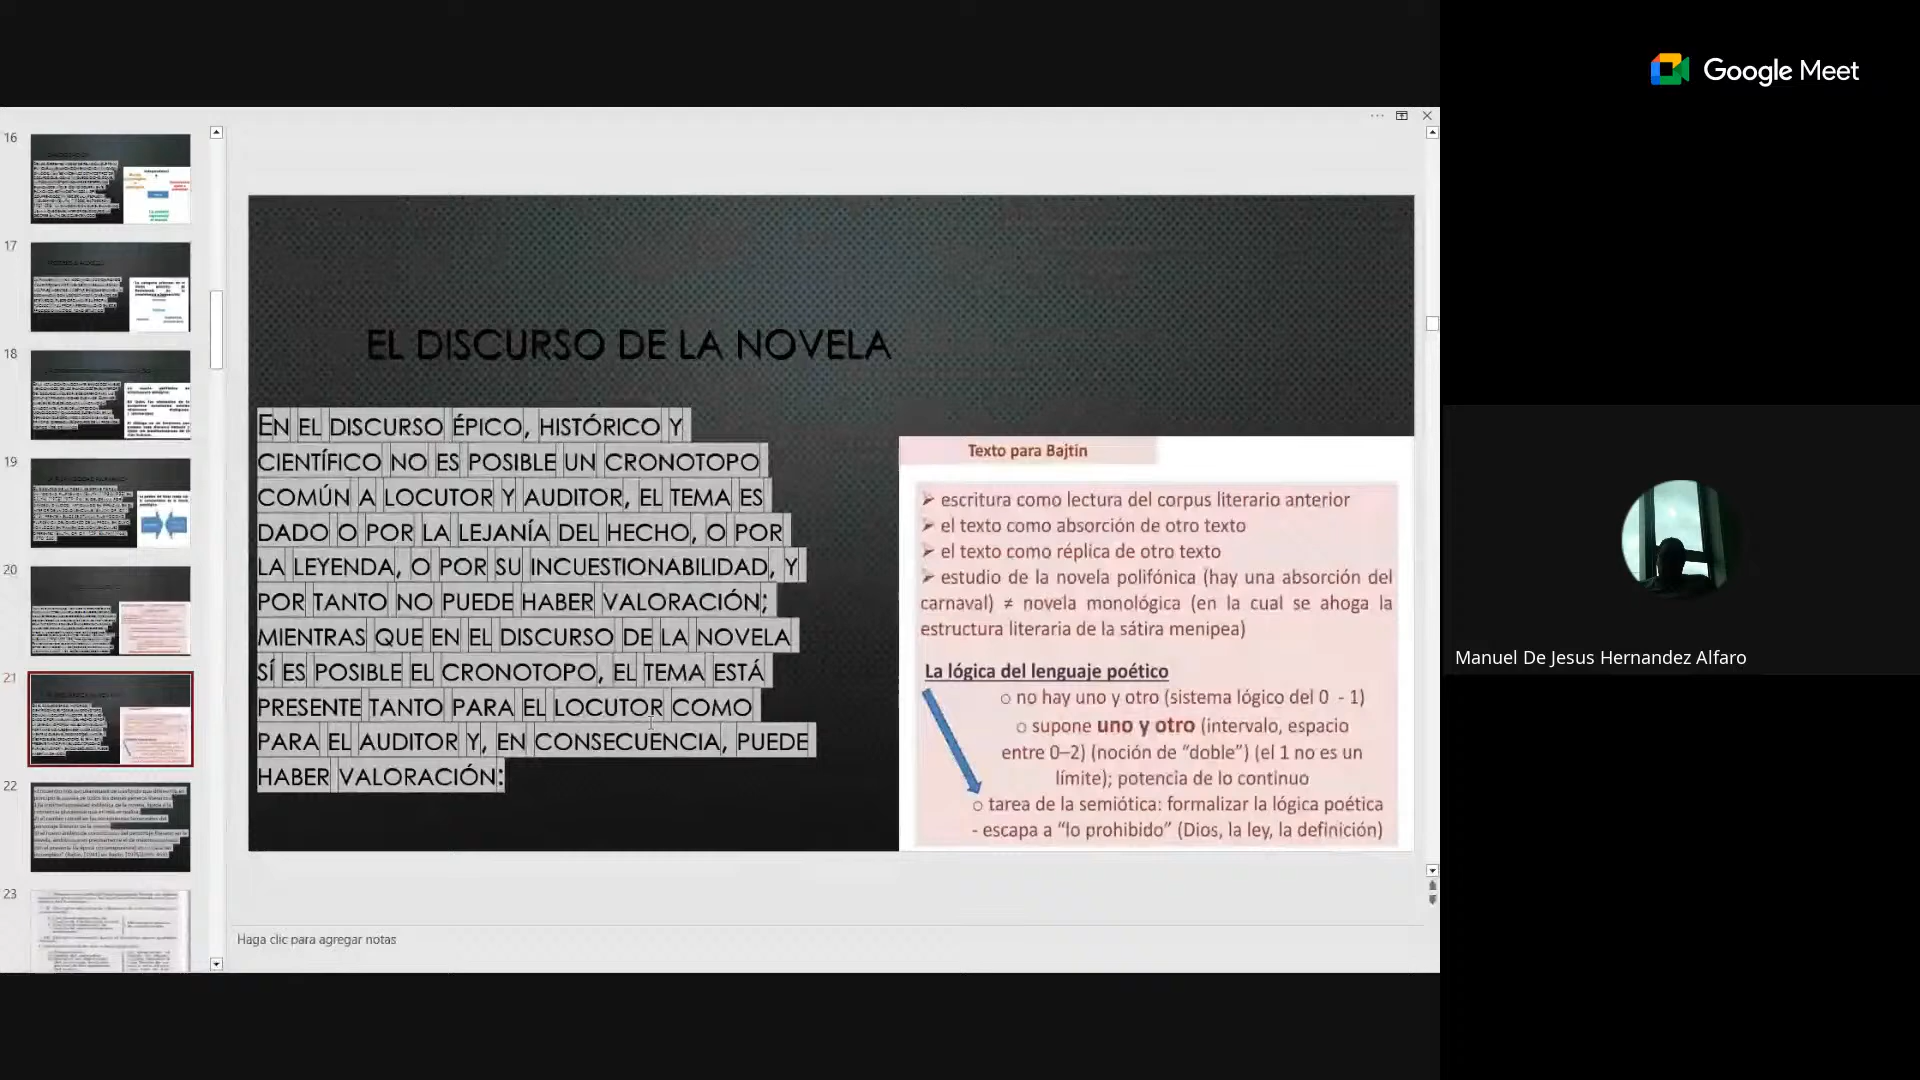 Google Meet
16
17
18
19
20
21
22
23
EL DISCURSO DE LA NOVELA
EN EL DISCURSO ÉPICO, HISTÓRICO Y
CIENTÍFICO NO ES POSIBLE UN CRONOTOPO
COMÚN A LOCUTOR Y AUDITOR, EL TEMA ES
DADO O POR LA LEJANÍA DEL HECHO, O POR
LA LEYENDA, O POR SU INCUESTIONABILIDAD, Y
POR TANTO NO PUEDE HABER VALORACIÓN;
MIENTRAS QUE EN EL DISCURSO DE LA NOVELA
SÍ ES POSIBLE EL CRONOTOPO, EL TEMA ESTÁ
PRESENTE TANTO PARA EL LOCUTOR COMO
PARA EL AUDITOR Y, EN CONSECUENCIA, PUEDE
HABER VALORACIÓN:
Texto para Bajtín
➢ escritura como lectura del corpus literario anterior
➢ el texto como absorción de otro texto
➢ el texto como réplica de otro texto
➢ estudio de la novela polifónica (hay una absorción del
carnaval) ≠ novela monológica (en la cual se ahoga la
estructura literaria de la sátira menipea)
La lógica del lenguaje poético
o no hay uno y otro (sistema lógico del 0 - 1)
o supone uno y otro (intervalo, espacio
entre 0–2) (noción de “doble”) (el 1 no es un
límite); potencia de lo continuo
o tarea de la semiótica: formalizar la lógica poética
- escapa a “lo prohibido” (Dios, la ley, la definición)
Haga clic para agregar notas
Manuel De Jesus Hernandez Alfaro